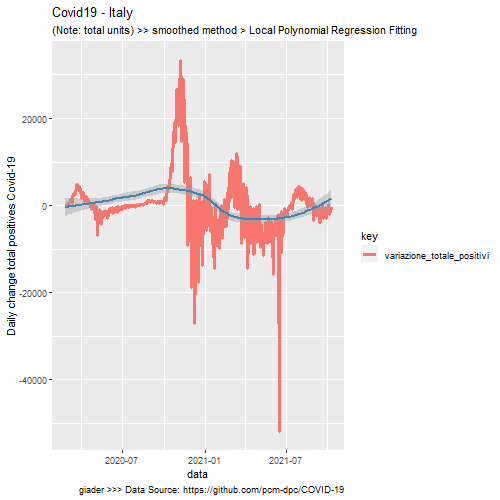 Covid19 - Italy
(Note: total units) >> smoothed method > Local Polynomial Regression Fitting
Daily change total positives Covyd-19
20000
0
-20000
-40000
2020-07
2021-01
2021-07
data
key
variazione_totale_positivi
giader >>> Data Source: https://github.com/pcm-dpc/COVID-19